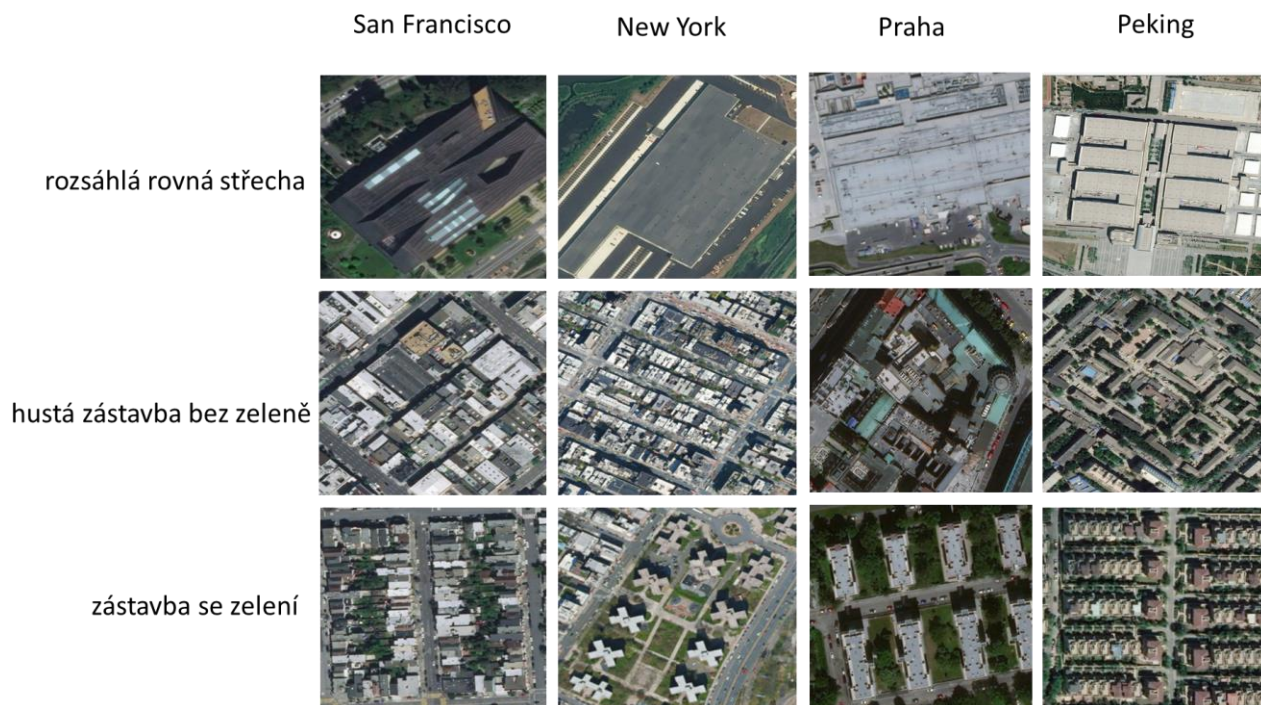 San Francisco
New York
Praha
Peking
rozsáhlá rovná střecha
hustá zástavba bez zeleně
zástavba se zelení